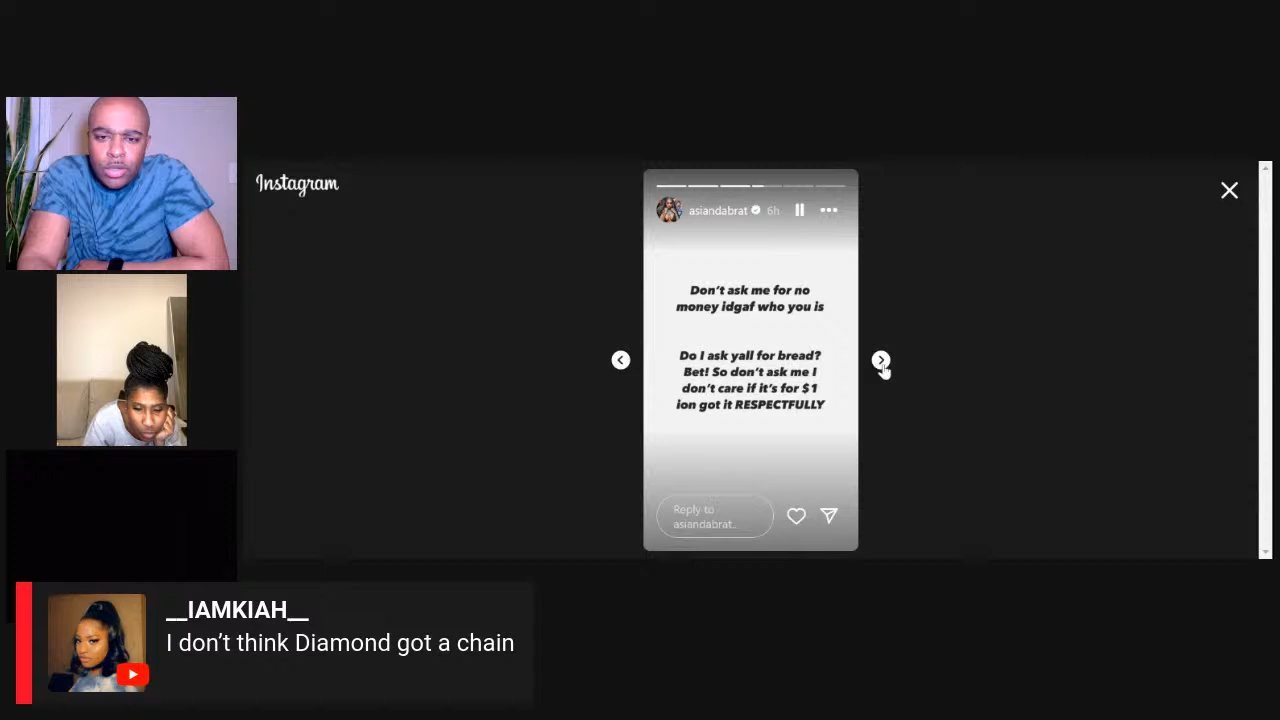 Instagram
asiandabrat 6h
Don't ask me for no
money idgaf who you is
Do I ask yall for bread?
Bet! So don't ask me I
don't care if it's for $1
ion got it RESPECTFULLY
Reply to
asiandabrat..
__IAMKIAH__
I don't think Diamond got a chain